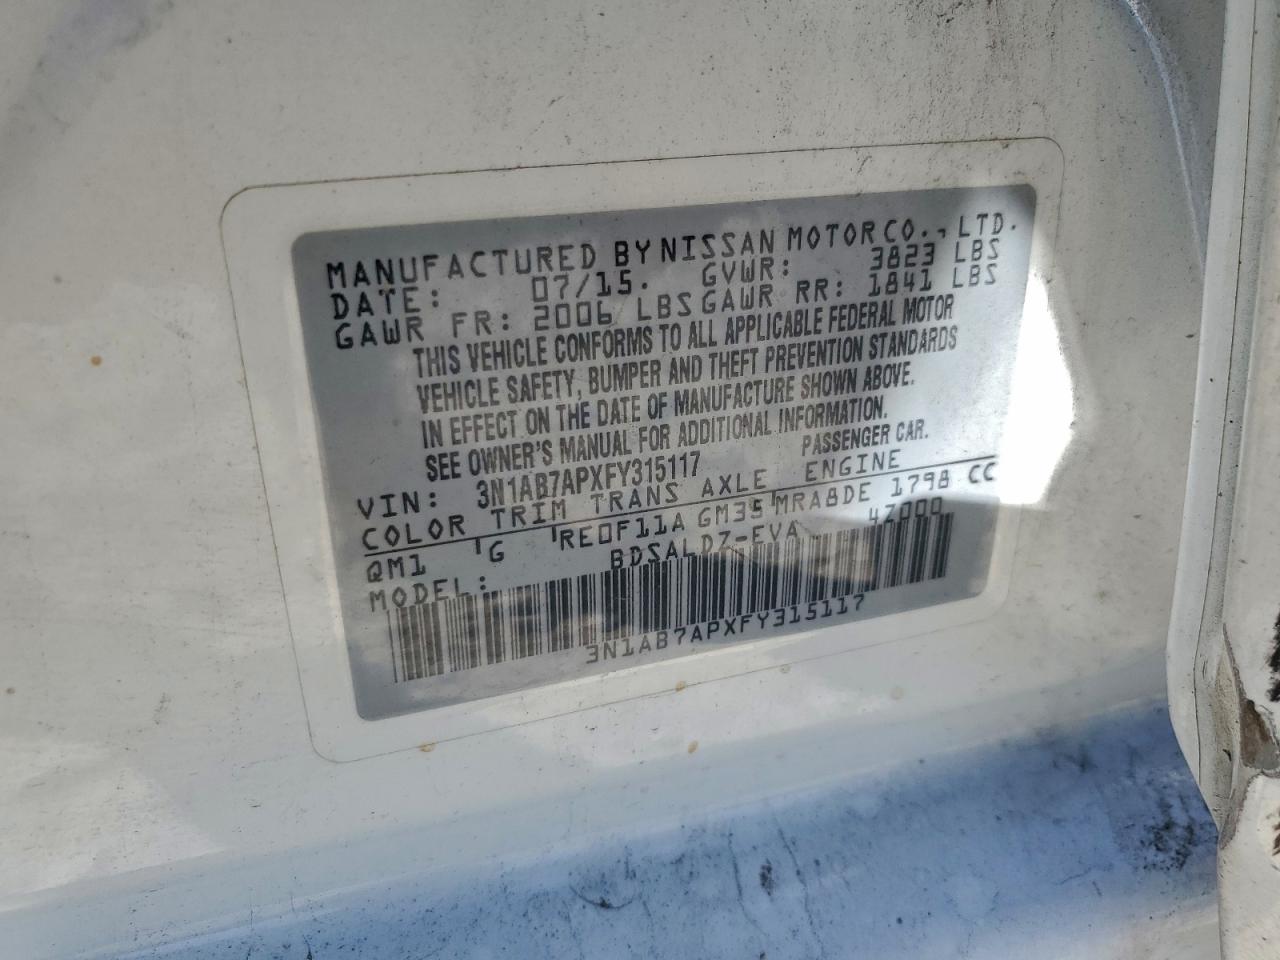 MANUFACTURED BY NISSAN MOTOR CO., LTD.
DATE: 07/15. GVWR: 3823 LBS
GAWR FR: 2006 LBS GAWR RR: 1841 LBS
THIS VEHICLE CONFORMS TO ALL APPLICABLE FEDERAL MOTOR
VEHICLE SAFETY, BUMPER AND THEFT PREVENTION STANDARDS
IN EFFECT ON THE DATE OF MANUFACTURE SHOWN ABOVE.
SEE OWNER'S MANUAL FOR ADDITIONAL INFORMATION.
VIN: 3N1AB7APXFY315117 PASSENGER CAR.
COLOR TRIM TRANS AXLE ENGINE
QM1 G RE0F11A GM35 MRA8DE 1798 CC
MODEL: BDSALDZ-EVA 4Z000
3N1AB7APXFY315117